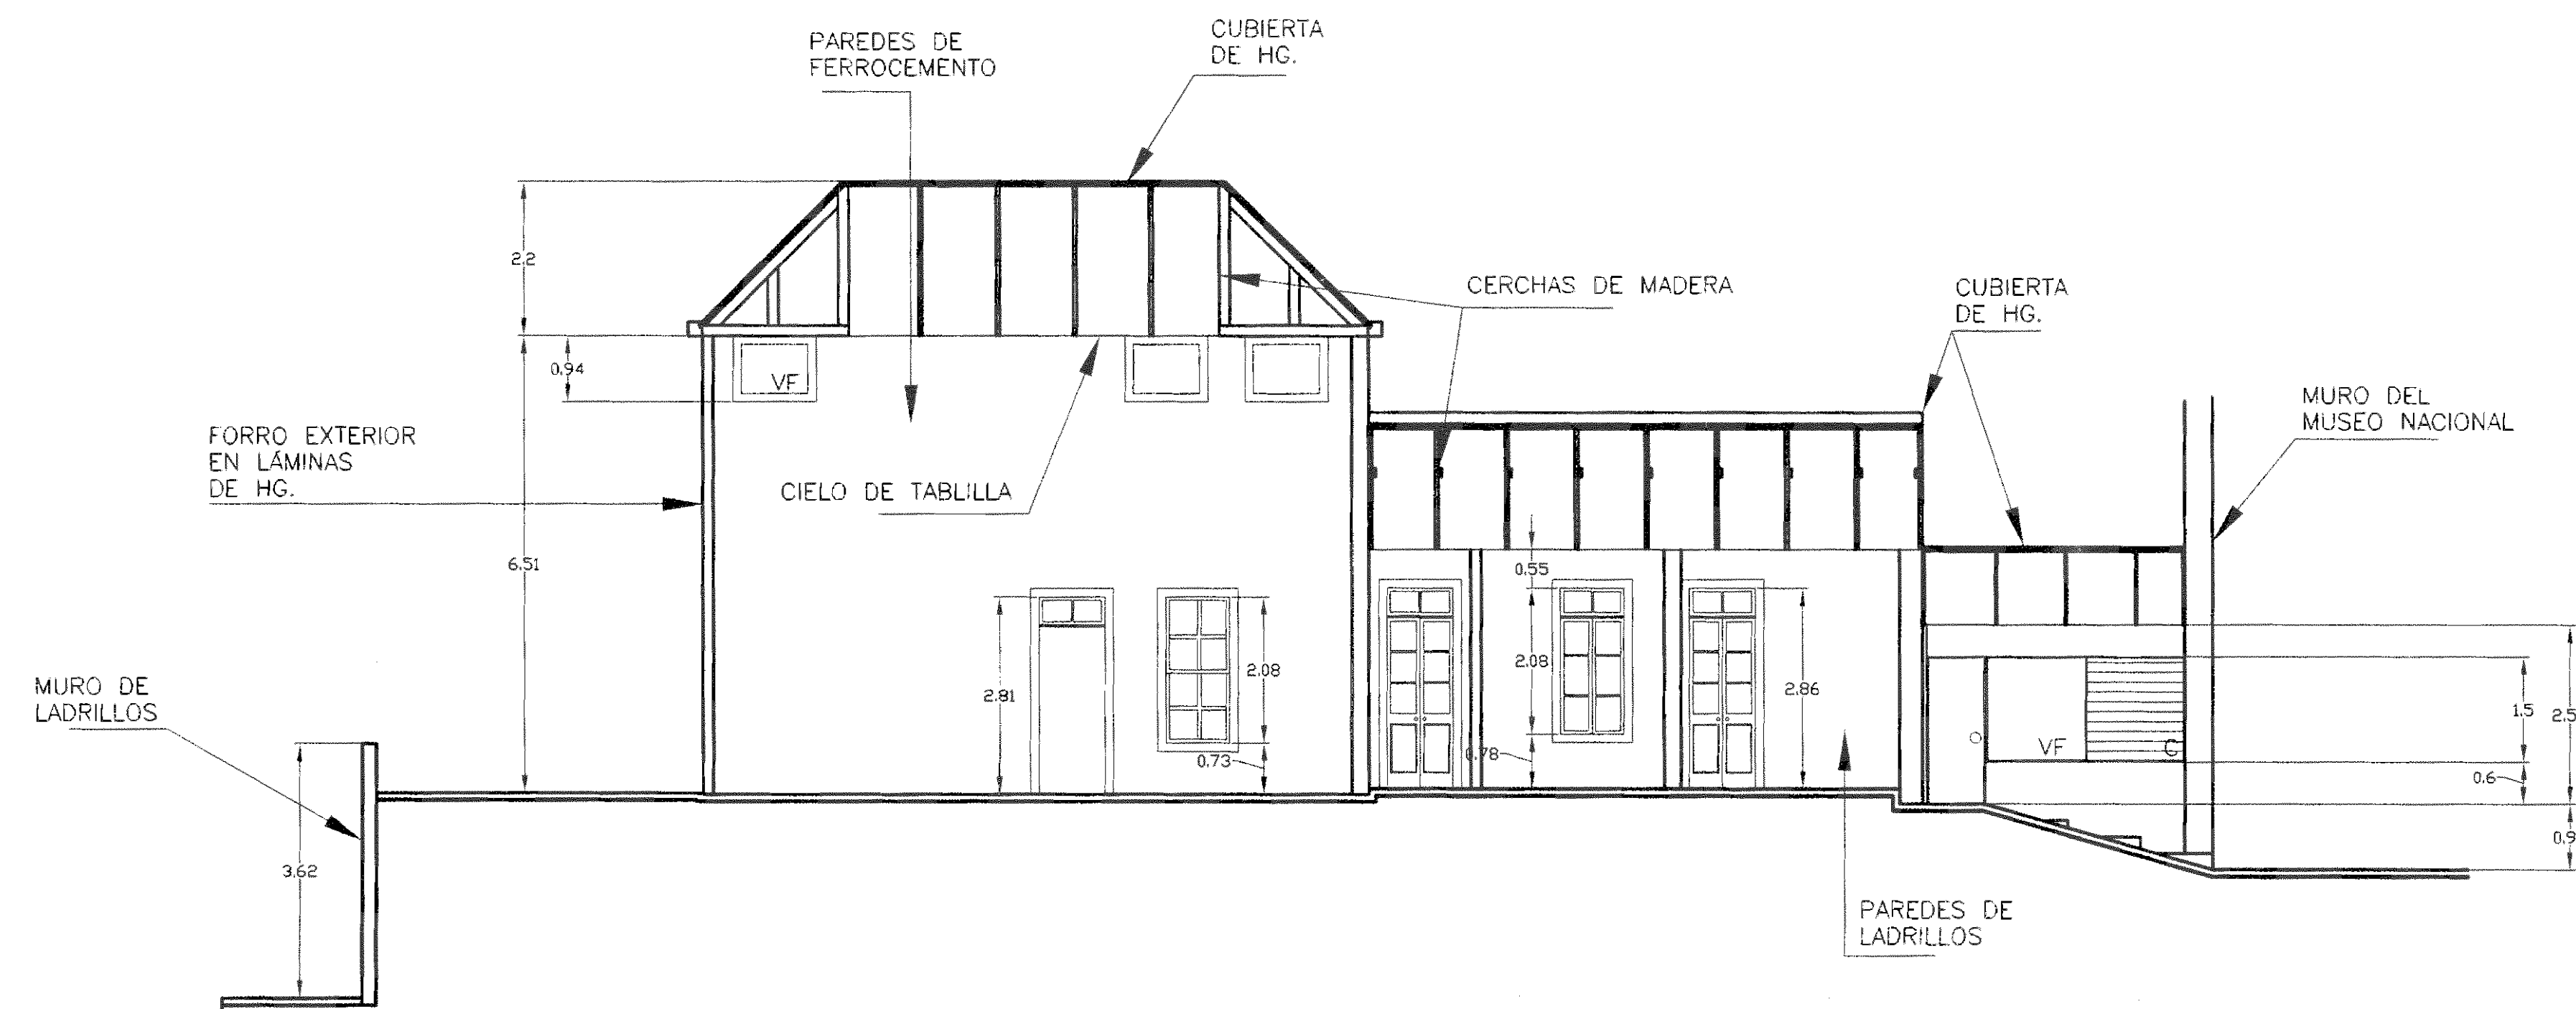 CUBIERTA
DE HG.
PAREDES DE
FERROCEMENTO
2.2
CERCHAS DE MADERA
CUBIERTA
DE HG.
0.94
VF
MURO DEL
MUSEO NACIONAL
FORRO EXTERIOR
EN LÁMINAS
DE HG.
CIELO DE TABLILLA
6.51
0.55
2.08
2.08
2.81
2.86
MURO DE
LADRILLOS
1.5
2.5
VF
C
0.73
0.78
0.6
0.9
3.62
PAREDES DE
LADRILLOS